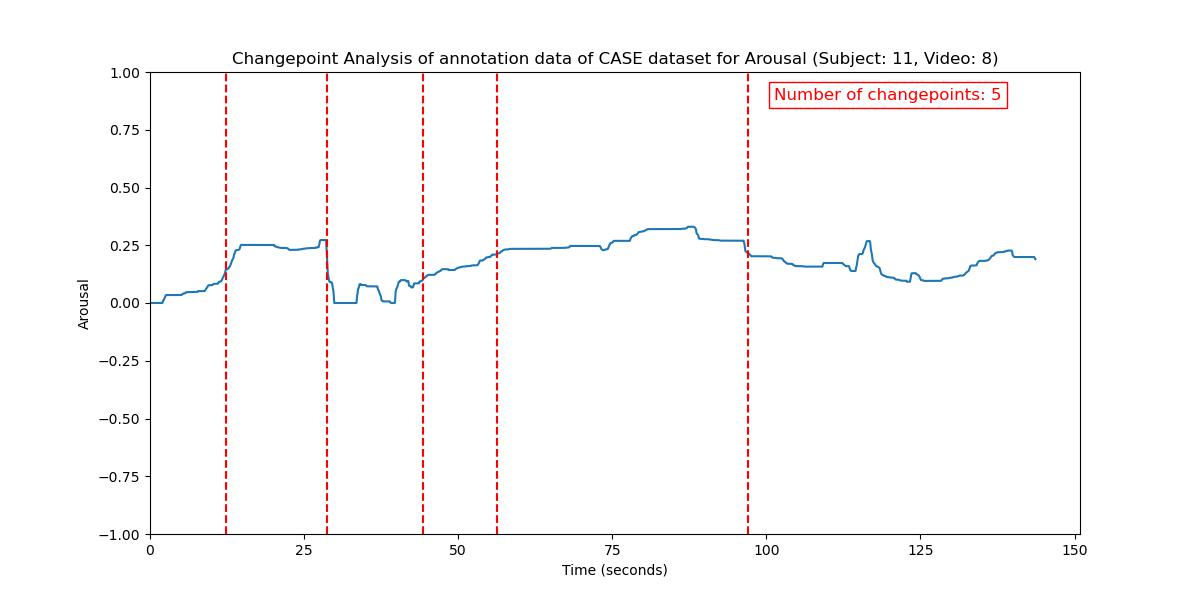 Changepoint Analysis of annotation data of CASE dataset for Arousal (Subject: 11, Video: 8)
Number of changepoints: 5
Arousal
1.00
0.75
0.50
0.25
0.00
−0.25
−0.50
−0.75
−1.00
0 25 50 75 100 125 150
Time (seconds)